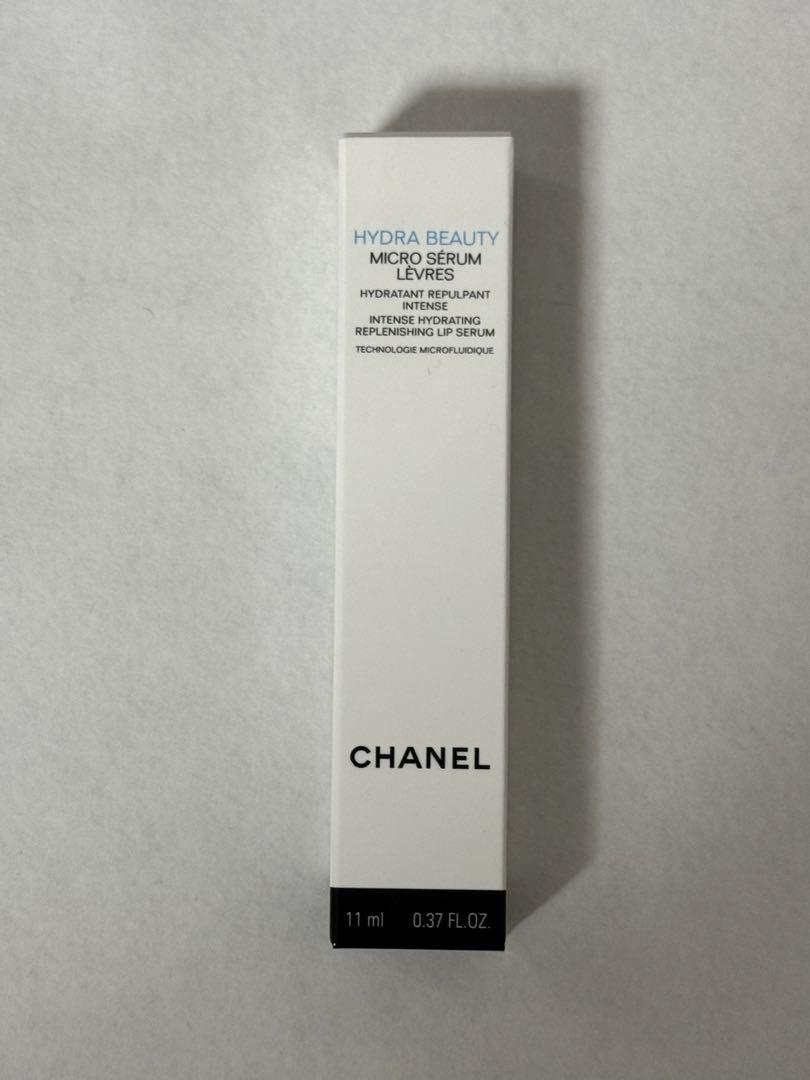 HYDRA BEAUTY
MICRO SÉRUM
LÈVRES
HYDRATANT REPULPANT
INTENSE
INTENSE HYDRATING
REPLENISHING LIP SERUM
TECHNOLOGIE MICROFLUIDIQUE
CHANEL
11 ml 0.37 FL.OZ.